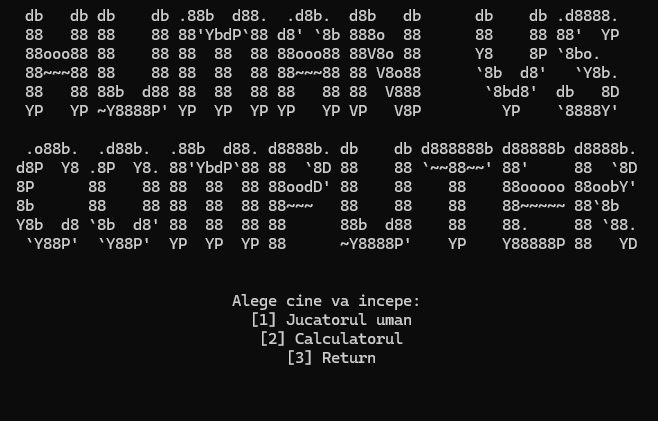 HUMAN VS
COMPUTER
Alege cine va incepe:
[1] Jucatorul uman
[2] Calculatorul
[3] Return